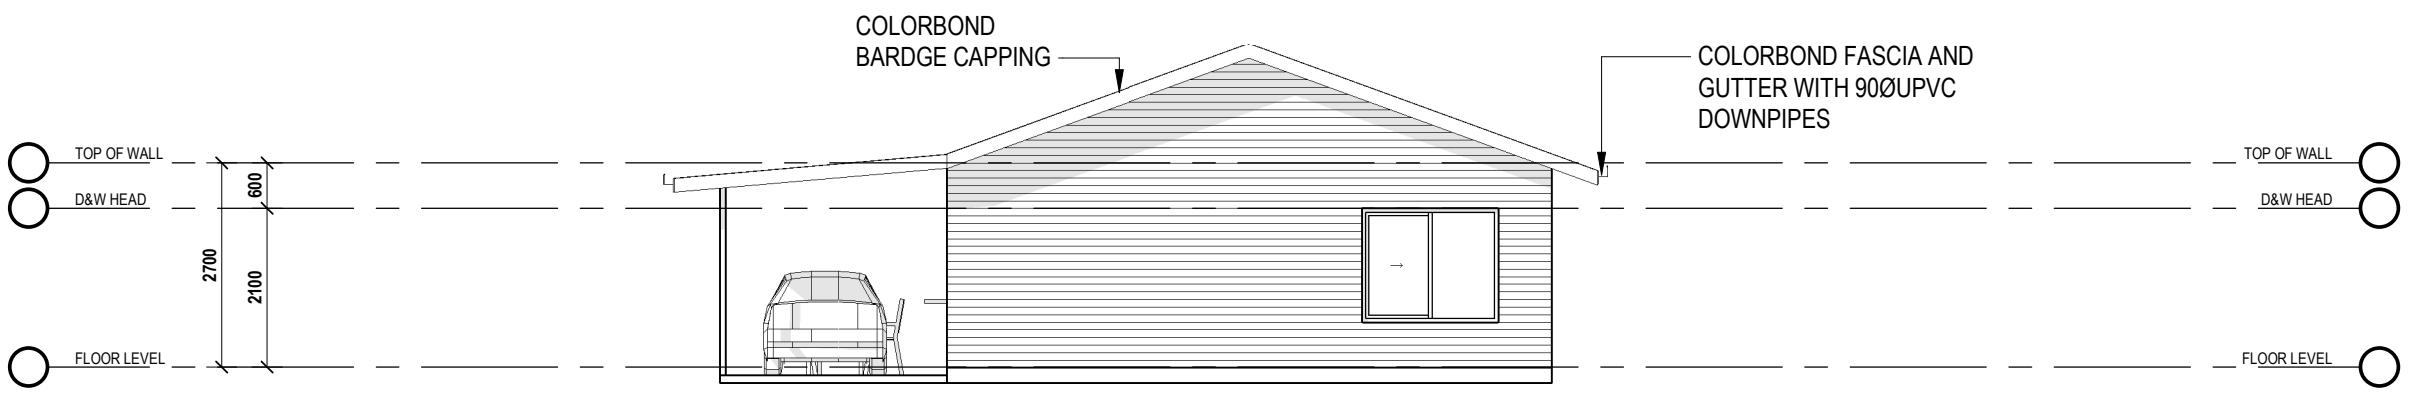 COLORBOND
BARDGE CAPPING
COLORBOND FASCIA AND
GUTTER WITH 90ØUPVC
DOWNPIPES
TOP OF WALL
TOP OF WALL
600
D&W HEAD
D&W HEAD
2700
2100
FLOOR LEVEL
FLOOR LEVEL